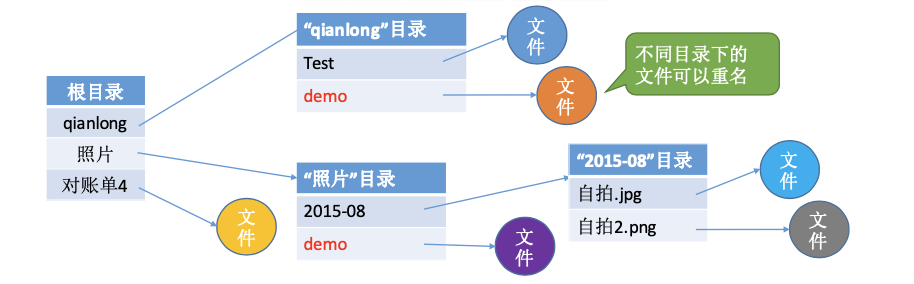 根目录
qianlong
照片
对账单4
文
件
“qianlong”目录
Test
demo
文
件
文
件
不同目录下的
文件可以重名
“照片”目录
2015-08
demo
文
件
“2015-08”目录
自拍.jpg
自拍2.png
文
件
文
件